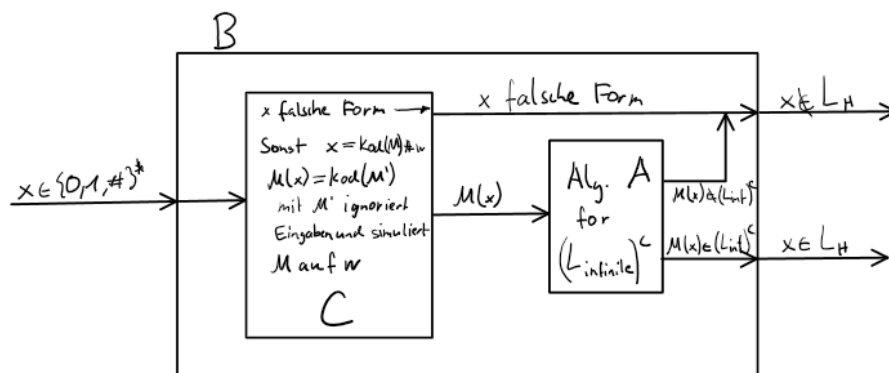 B
x falsche Form
x falsche Form
x ∉ L_H
Sonst x = Kod(M)#w
x ∈ {0,1,#}*
M(x) = kod(M')
mit M' ignoriert
Eingaben und simuliert
M auf w
C
M(x)
Alg. A
for
(L_infinite)^C
M(x) ∉ (L_inf)^C
M(x) ∈ (L_inf)^C
x ∈ L_H